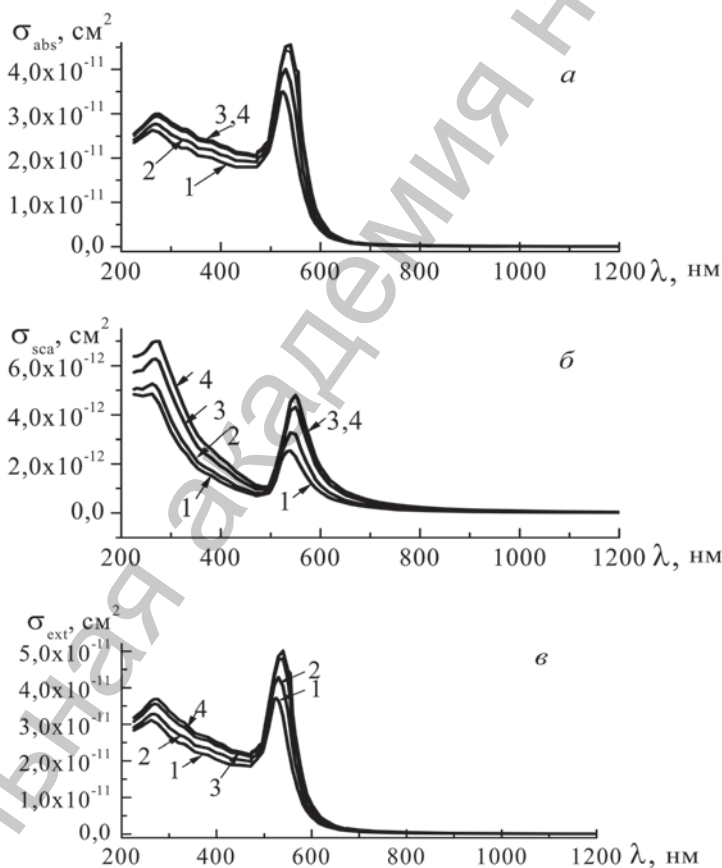 σabs, см²
4,0x10⁻¹¹
3,0x10⁻¹¹
2,0x10⁻¹¹
1,0x10⁻¹¹
0,0
а
3,4
2
1
200 400 600 800 1000 1200 λ, нм
σsca, см²
6,0x10⁻¹²
4,0x10⁻¹²
2,0x10⁻¹²
0,0
б
4
3
2
1
3,4
1
200 400 600 800 1000 1200 λ, нм
σext, см²
5,0x10⁻¹¹
4,0x10⁻¹¹
3,0x10⁻¹¹
2,0x10⁻¹¹
1,0x10⁻¹¹
0,0
в
4
2
1
3
2
1
200 400 600 800 1000 1200 λ, нм
льная академия н